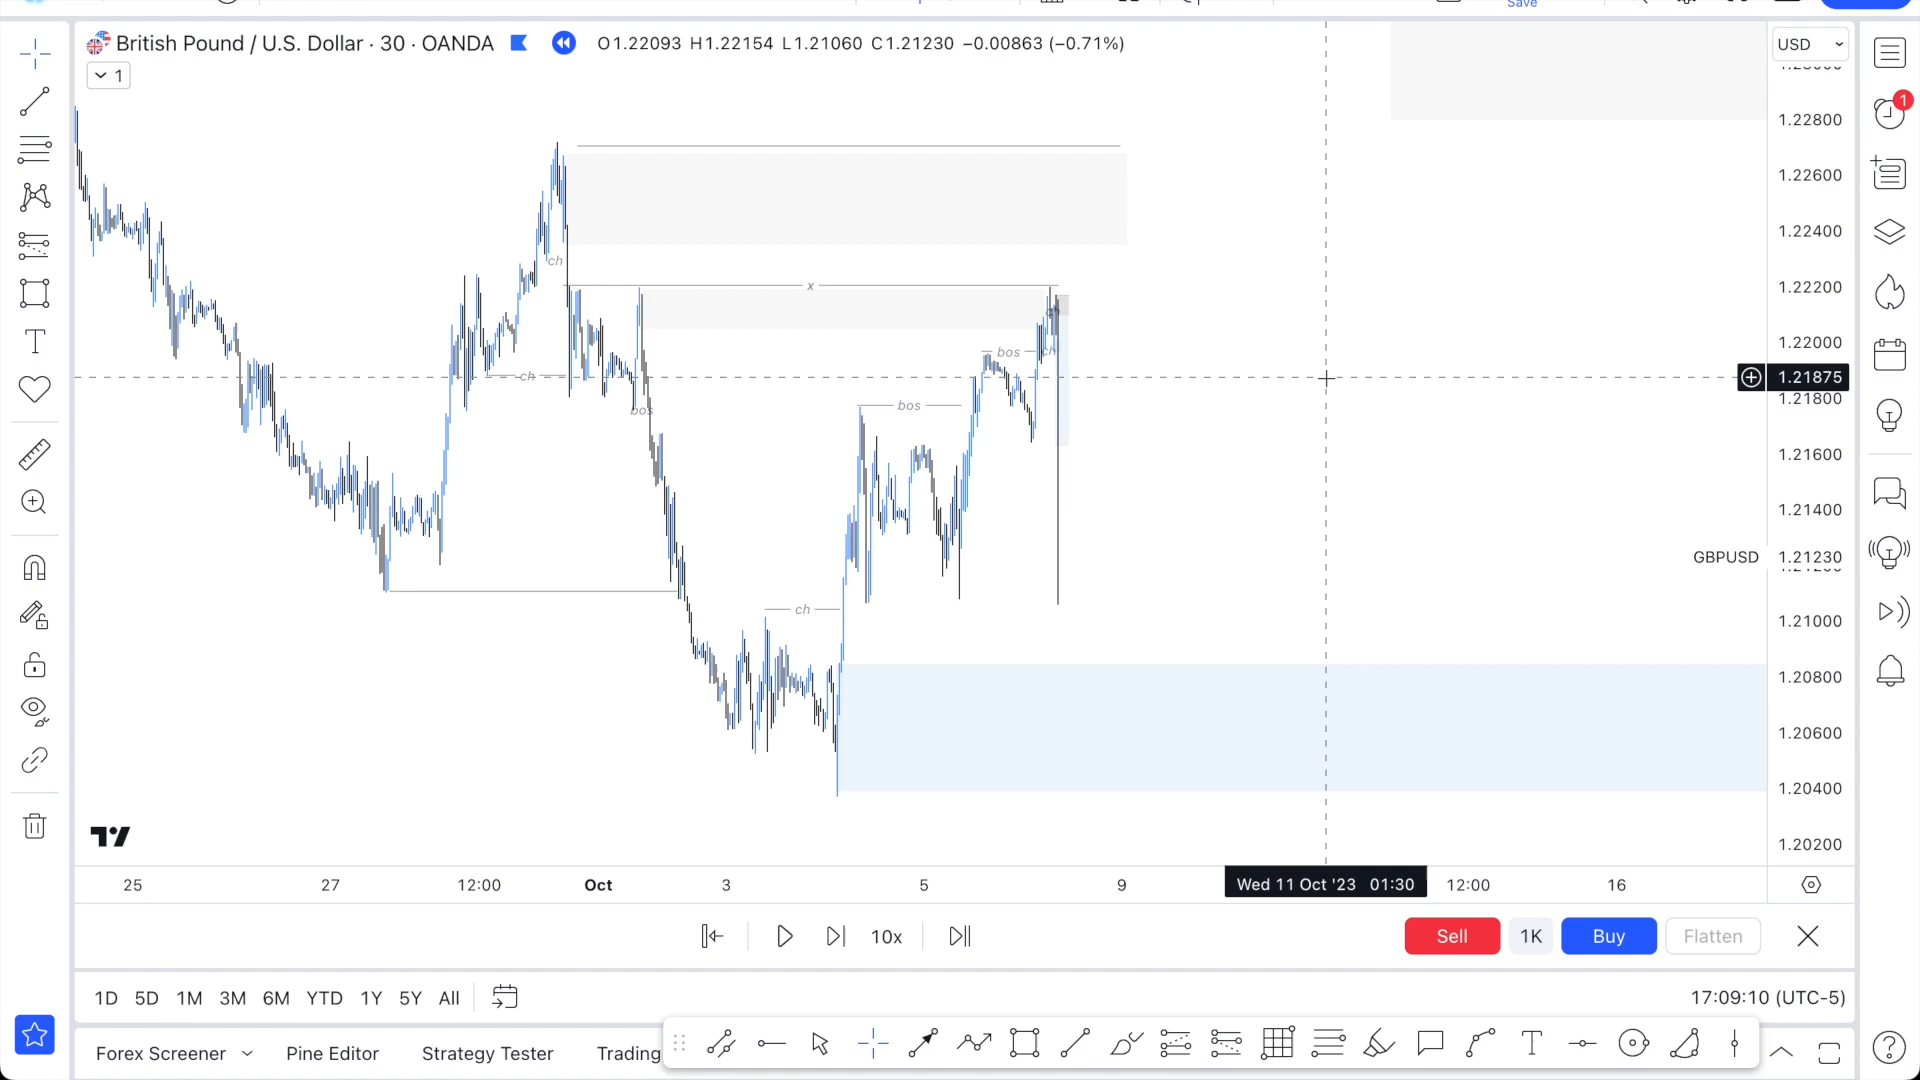 Save
British Pound / U.S. Dollar · 30 · OANDA O1.22093 H1.22154 L1.21060 C1.21230 −0.00863 (−0.71%)
USD
1
1
1.22800
1.22600
1.22400
1.22200
1.22000
1.21875
1.21800
1.21600
1.21400
GBPUSD 1.21230
1.21000
1.20800
1.20600
1.20400
1.20200
ch
x
ch
bos
ch
bos
bos
ch
ch
25 27 12:00 Oct 3 5 9 Wed 11 Oct '23 01:30 12:00 16
10x
Sell 1K Buy Flatten
1D 5D 1M 3M 6M YTD 1Y 5Y All
17:09:10 (UTC-5)
Forex Screener Pine Editor Strategy Tester Trading